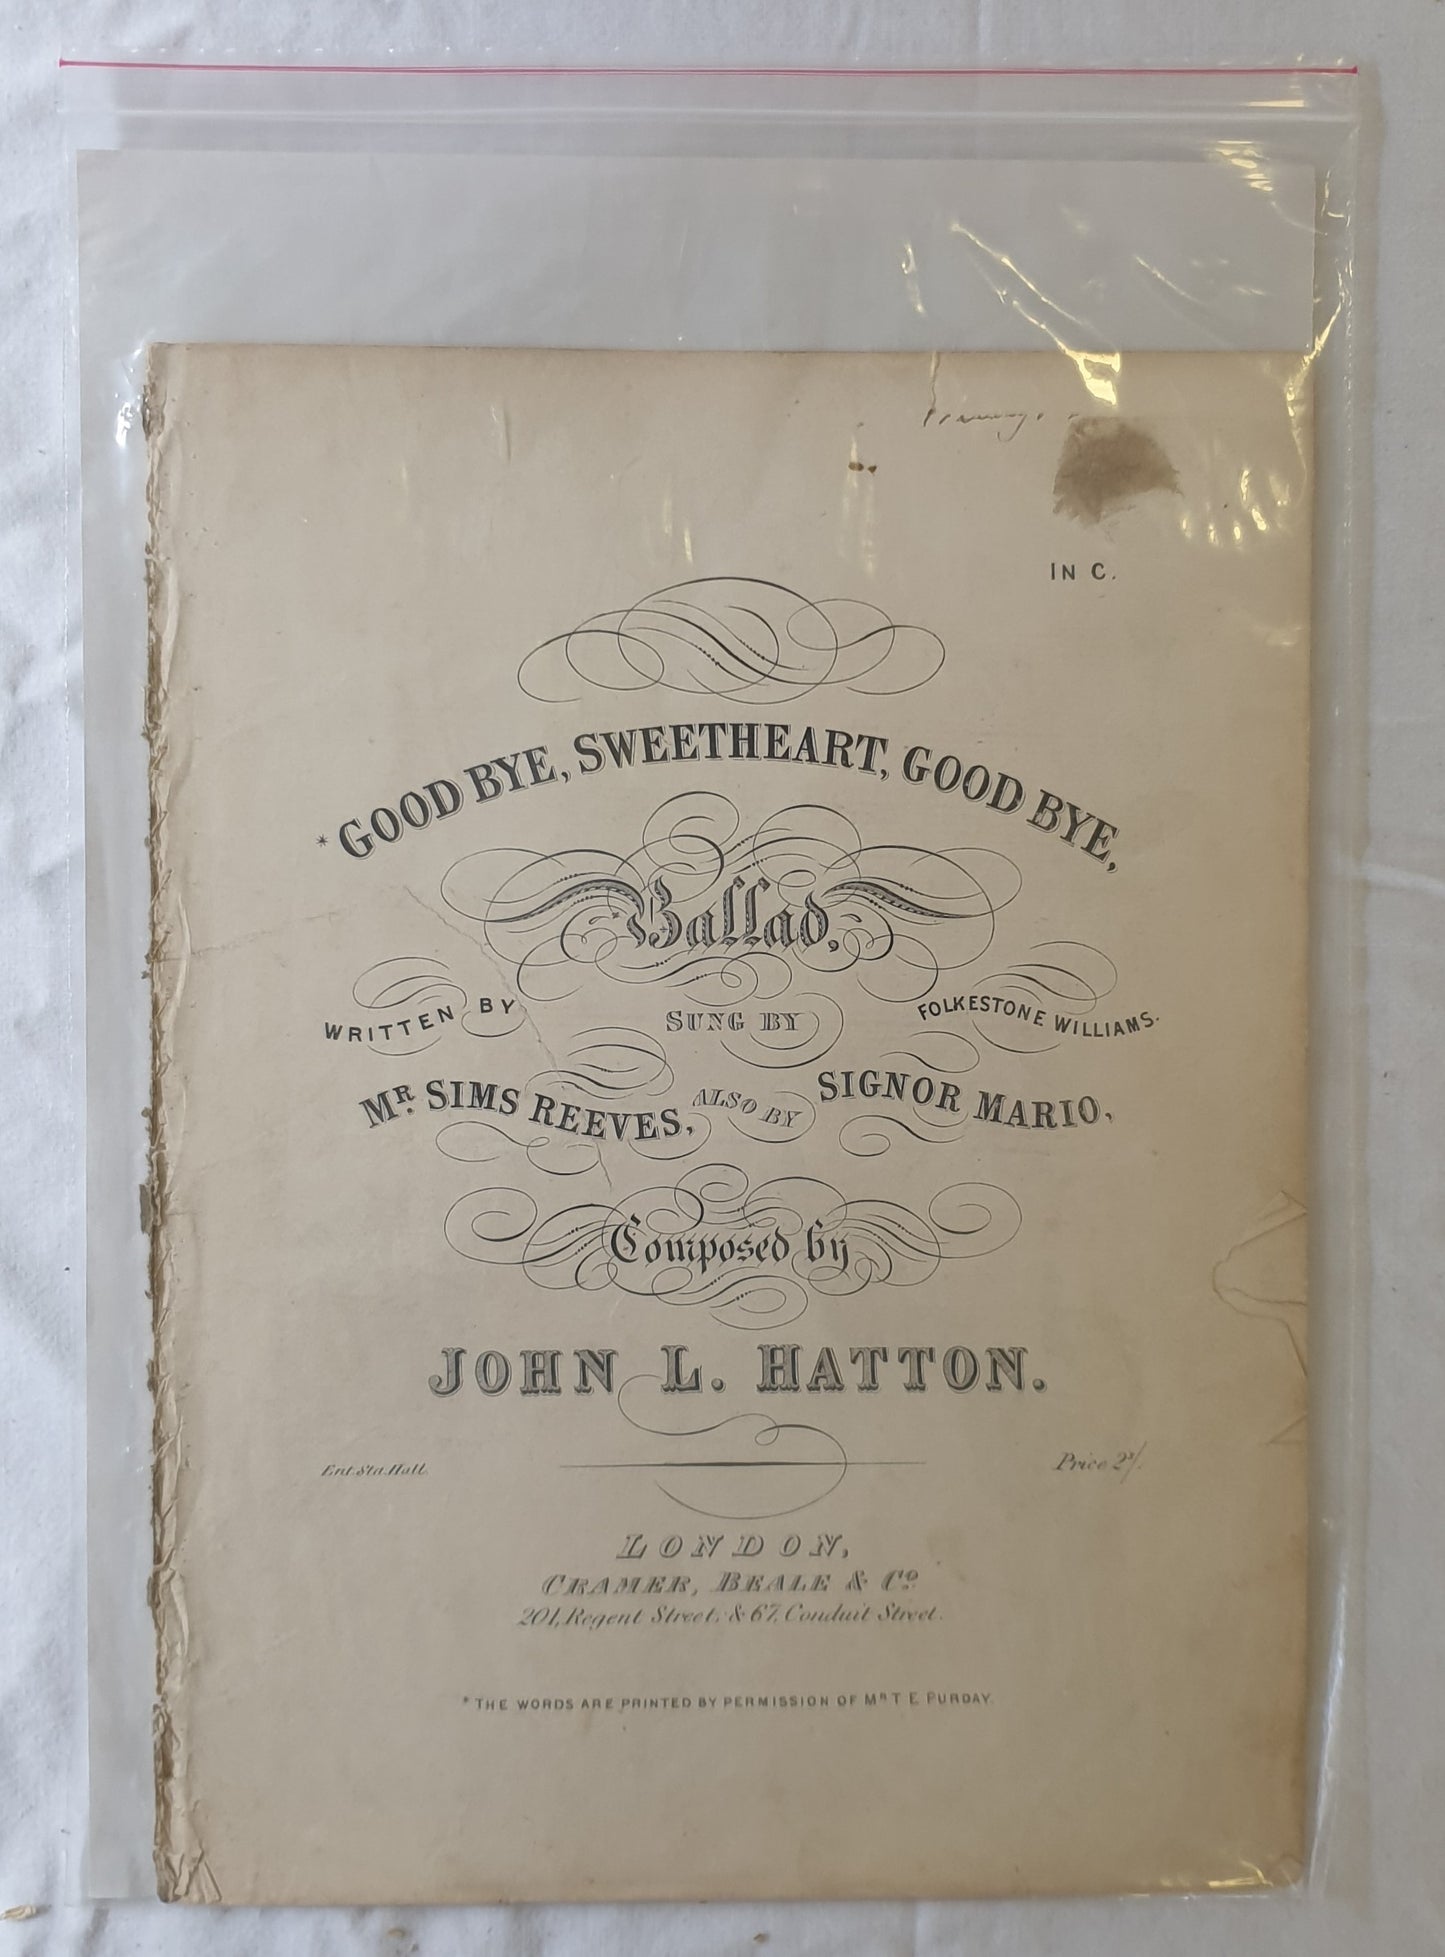 IN C.
*GOOD BYE, SWEETHEART, GOOD BYE,
Ballad,
WRITTEN BY FOLKESTONE WILLIAMS.
SUNG BY
MR. SIMS REEVES, ALSO BY SIGNOR MARIO,
Composed by
JOHN L. HATTON.
Ent. Sta. Hall. Price 2s/.
LONDON,
CRAMER, BEALE & Co.
201, Regent Street, & 67, Conduit Street.
* THE WORDS ARE PRINTED BY PERMISSION OF MR T. E. PURDAY.